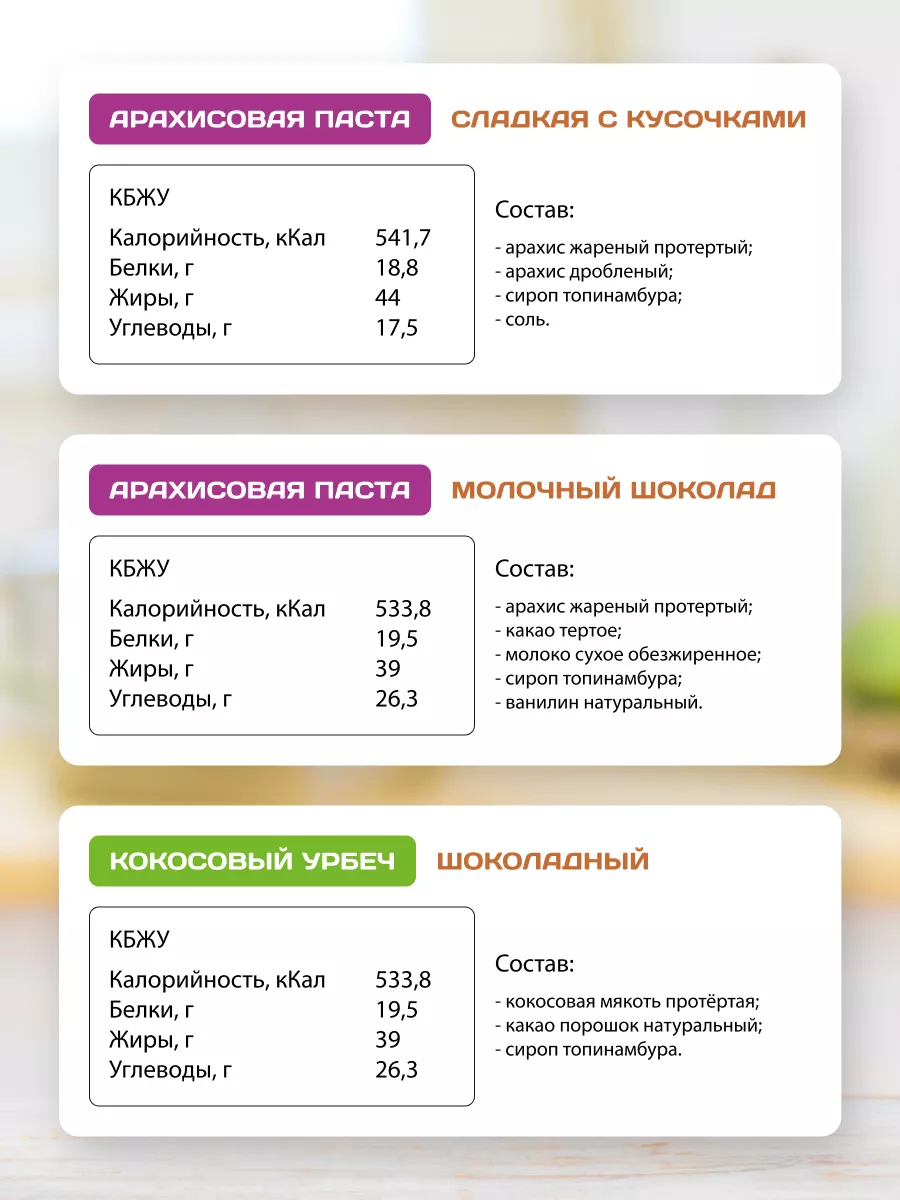 АРАХИСОВАЯ ПАСТА СЛАДКАЯ С КУСОЧКАМИ
КБЖУ
Калорийность, кКал 541,7
Белки, г 18,8
Жиры, г 44
Углеводы, г 17,5
Состав:
- арахис жареный протертый;
- арахис дробленый;
- сироп топинамбура;
- соль.
АРАХИСОВАЯ ПАСТА МОЛОЧНЫЙ ШОКОЛАД
КБЖУ
Калорийность, кКал 533,8
Белки, г 19,5
Жиры, г 39
Углеводы, г 26,3
Состав:
- арахис жареный протертый;
- какао тертое;
- молоко сухое обезжиренное;
- сироп топинамбура;
- ванилин натуральный.
КОКОСОВЫЙ УРБЕЧ ШОКОЛАДНЫЙ
КБЖУ
Калорийность, кКал 533,8
Белки, г 19,5
Жиры, г 39
Углеводы, г 26,3
Состав:
- кокосовая мякоть протёртая;
- какао порошок натуральный;
- сироп топинамбура.